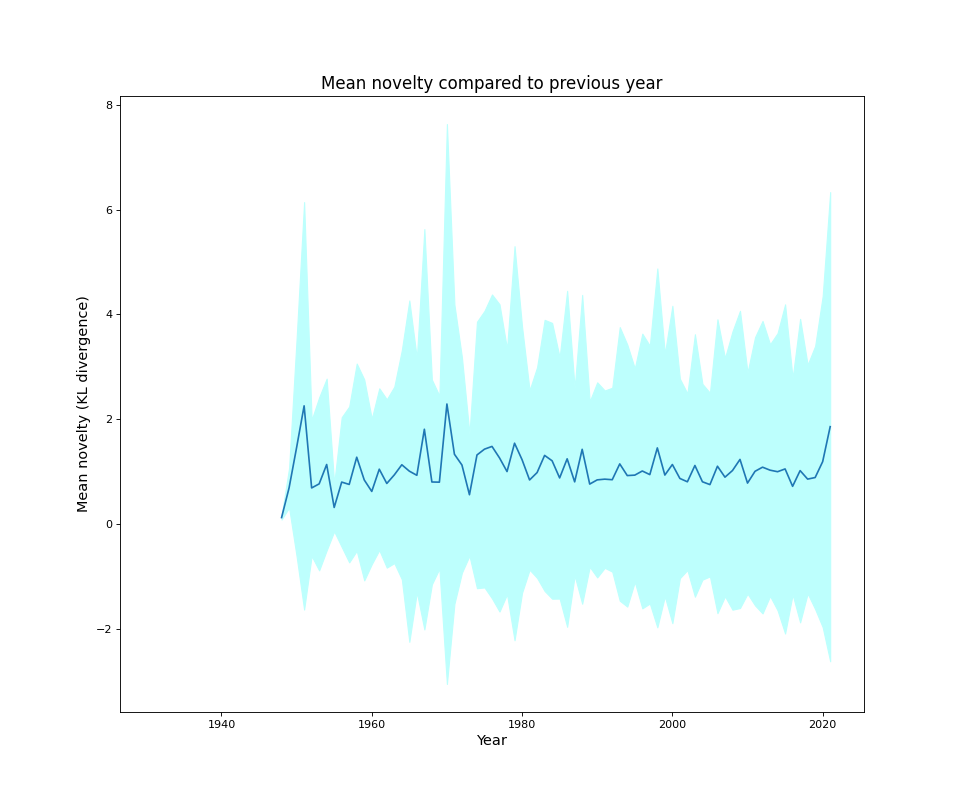 Mean novelty compared to previous year
8
6
4
2
0
−2
Mean novelty (KL divergence)
1940 1960 1980 2000 2020
Year